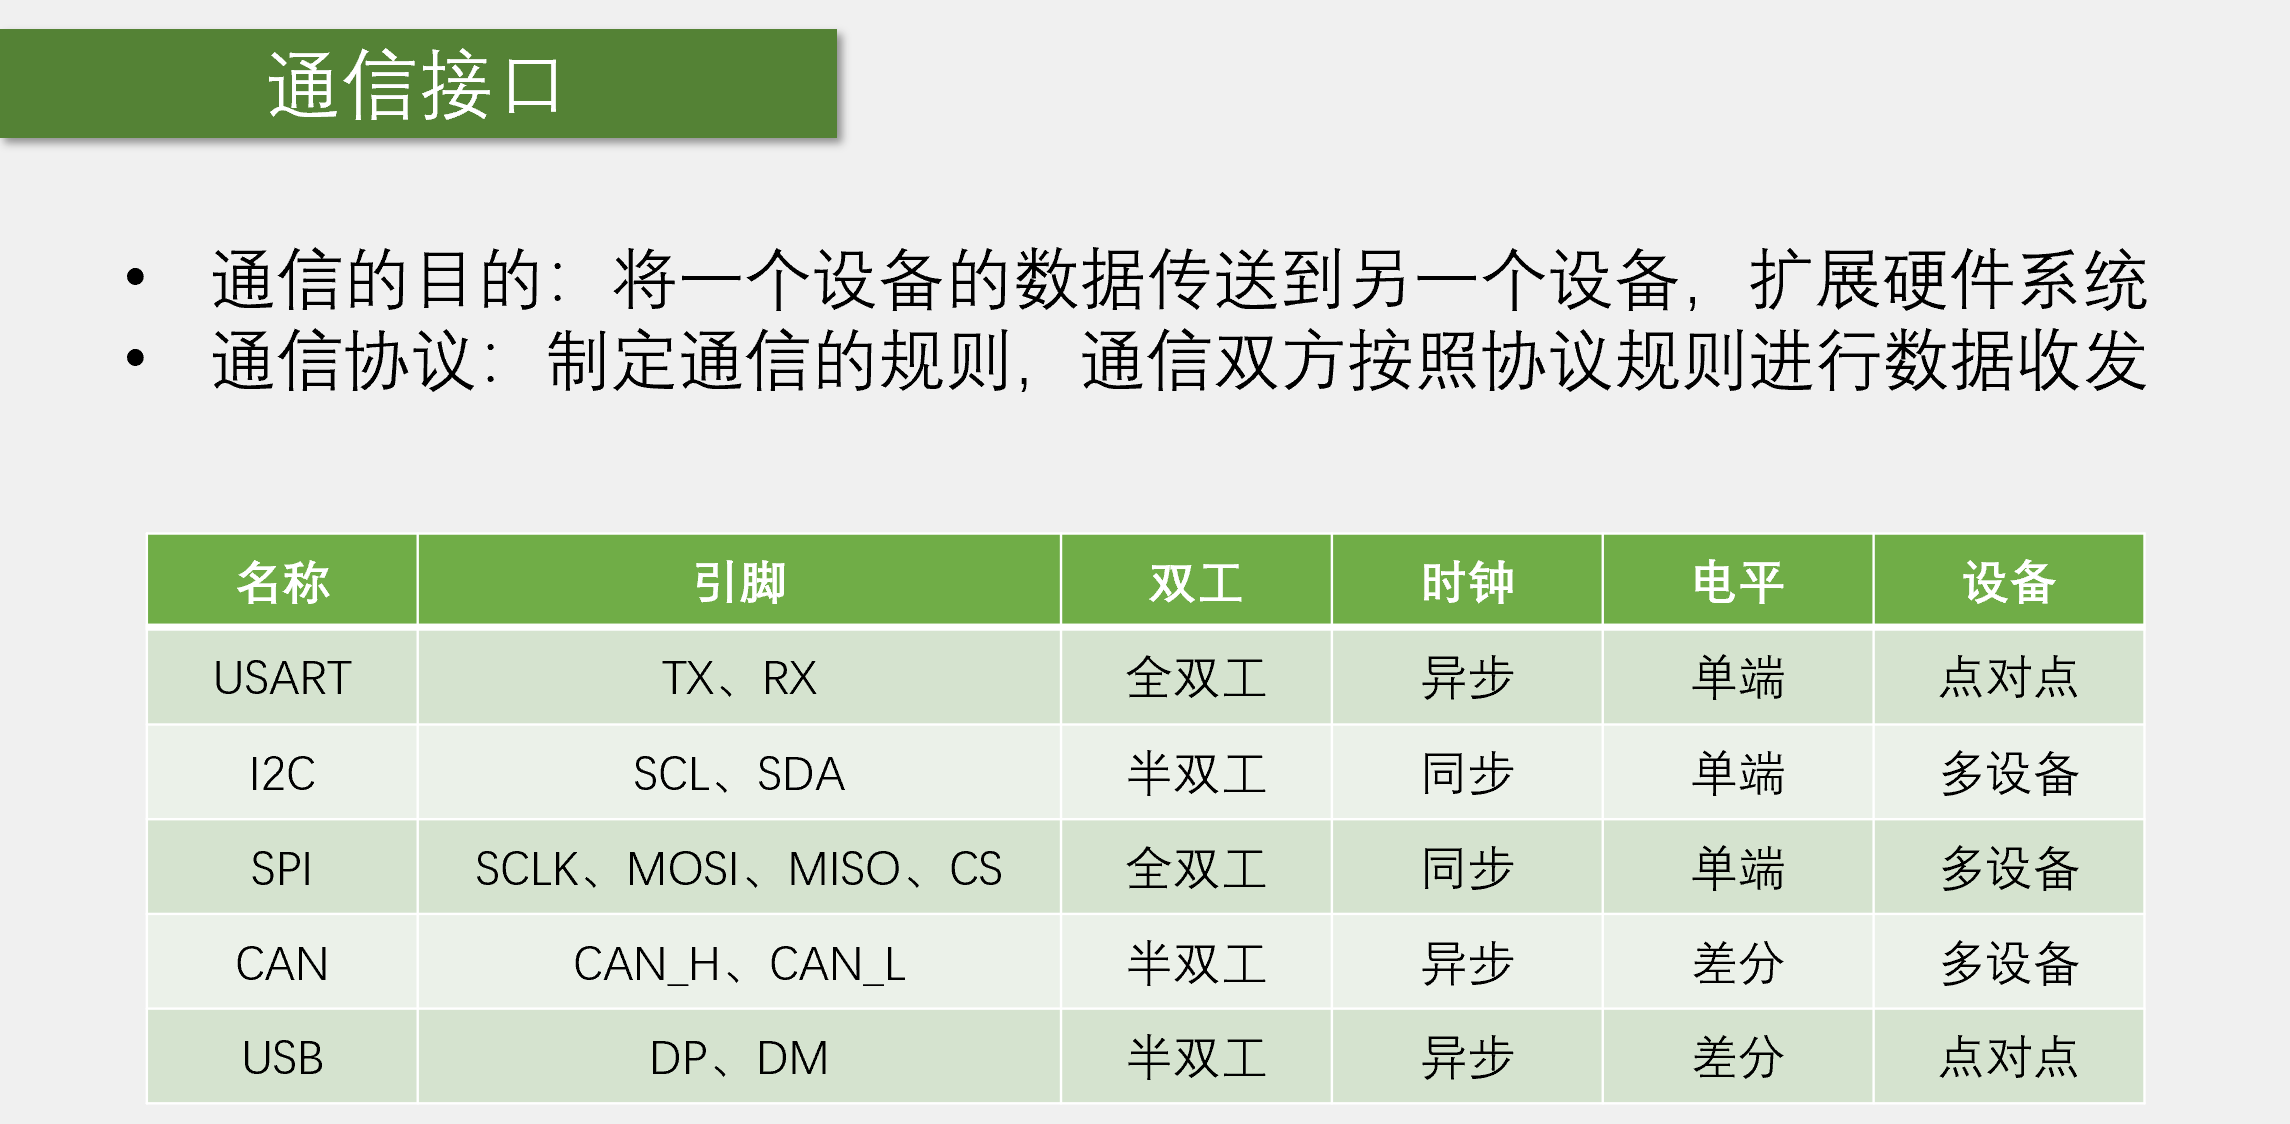 通信接口
• 通信的目的：将一个设备的数据传送到另一个设备，扩展硬件系统
• 通信协议：制定通信的规则，通信双方按照协议规则进行数据收发
名称 引脚 双工 时钟 电平 设备
USART TX、RX 全双工 异步 单端 点对点
I2C SCL、SDA 半双工 同步 单端 多设备
SPI SCLK、MOSI、MISO、CS 全双工 同步 单端 多设备
CAN CAN_H、CAN_L 半双工 异步 差分 多设备
USB DP、DM 半双工 异步 差分 点对点